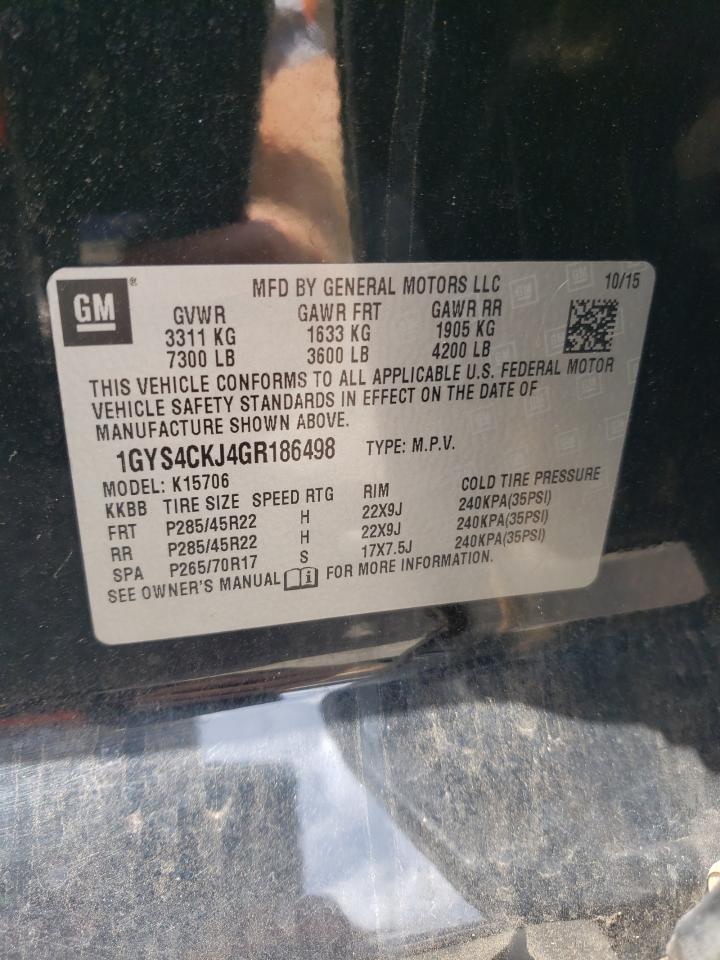 GM ® MFD BY GENERAL MOTORS LLC 10/15
GVWR GAWR FRT GAWR RR
3311 KG 1633 KG 1905 KG
7300 LB 3600 LB 4200 LB
THIS VEHICLE CONFORMS TO ALL APPLICABLE U.S. FEDERAL MOTOR
VEHICLE SAFETY STANDARDS IN EFFECT ON THE DATE OF
MANUFACTURE SHOWN ABOVE.
1GYS4CKJ4GR186498 TYPE: M.P.V.
MODEL: K15706
KKBB TIRE SIZE SPEED RTG RIM COLD TIRE PRESSURE
FRT P285/45R22 H 22X9J 240KPA(35PSI)
RR P285/45R22 H 22X9J 240KPA(35PSI)
SPA P265/70R17 S 17X7.5J 240KPA(35PSI)
SEE OWNER'S MANUAL i FOR MORE INFORMATION.